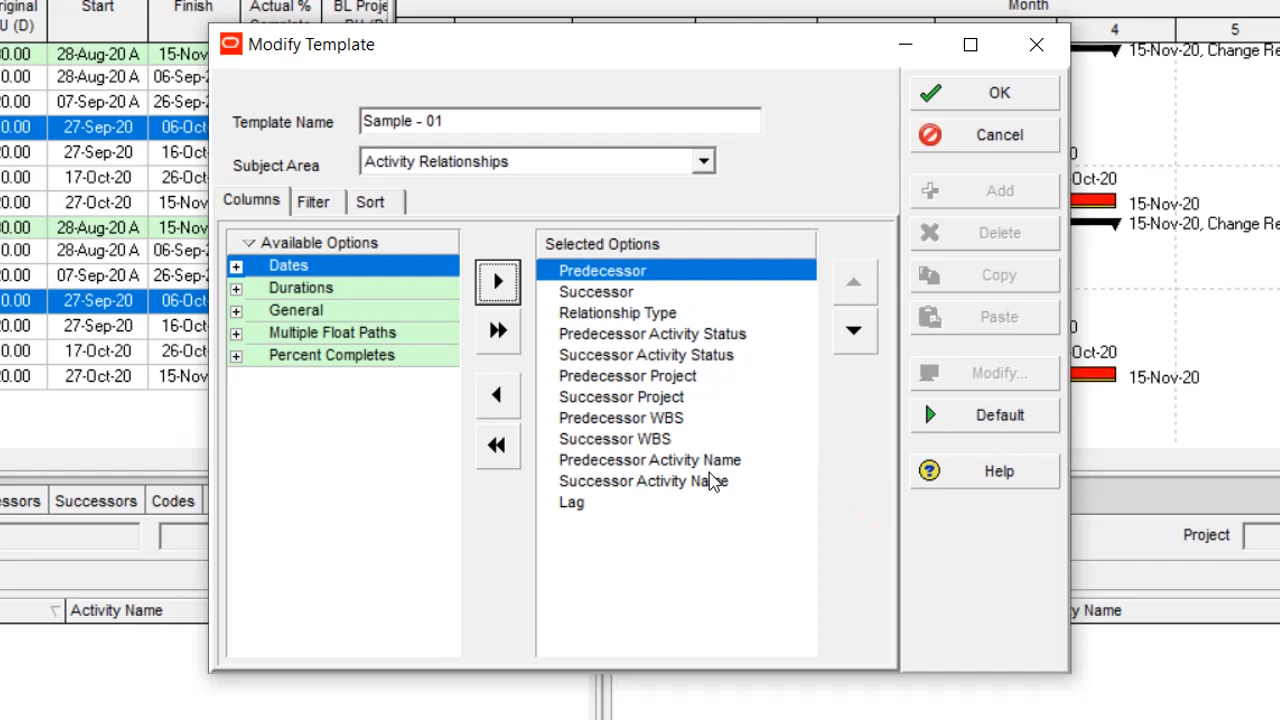 Start
Finish
Actual %
BL Proje
Month
U (D)
4
5
Modify Template
28-Aug-20 A
15-Nov
15-Nov-20, Change Re
0.00
28-Aug-20 A
06-Sep-2
0.00
07-Sep-20 A
26-Sep-2
0.00
27-Sep-20
06-Oct
0.00
27-Sep-20
16-Oct
0.00
17-Oct-20
26-Oct
0.00
27-Oct-20
15-Nov
28-Aug-20 A
15-Nov
0.00
28-Aug-20 A
06-Sep-2
0.00
07-Sep-20 A
26-Sep-2
0.00
27-Sep-20
06-Oct
0.00
27-Sep-20
16-Oct
0.00
17-Oct-20
26-Oct
0.00
27-Oct-20
15-Nov
Template Name
Sample - 01
Subject Area
Activity Relationships
Columns
Filter
Sort
Available Options
Dates
Durations
General
Multiple Float Paths
Percent Completes
Selected Options
Predecessor
Successor
Relationship Type
Predecessor Activity Status
Successor Activity Status
Predecessor Project
Successor Project
Predecessor WBS
Successor WBS
Predecessor Activity Name
Successor Activity Name
Lag
OK
Cancel
Add
Delete
Copy
Paste
Modify...
Default
Help
Oct-20
15-Nov-20
15-Nov-20, Change Re
Oct-20
15-Nov-20
essors
Successors
Codes
Project
Activity Name
y Name